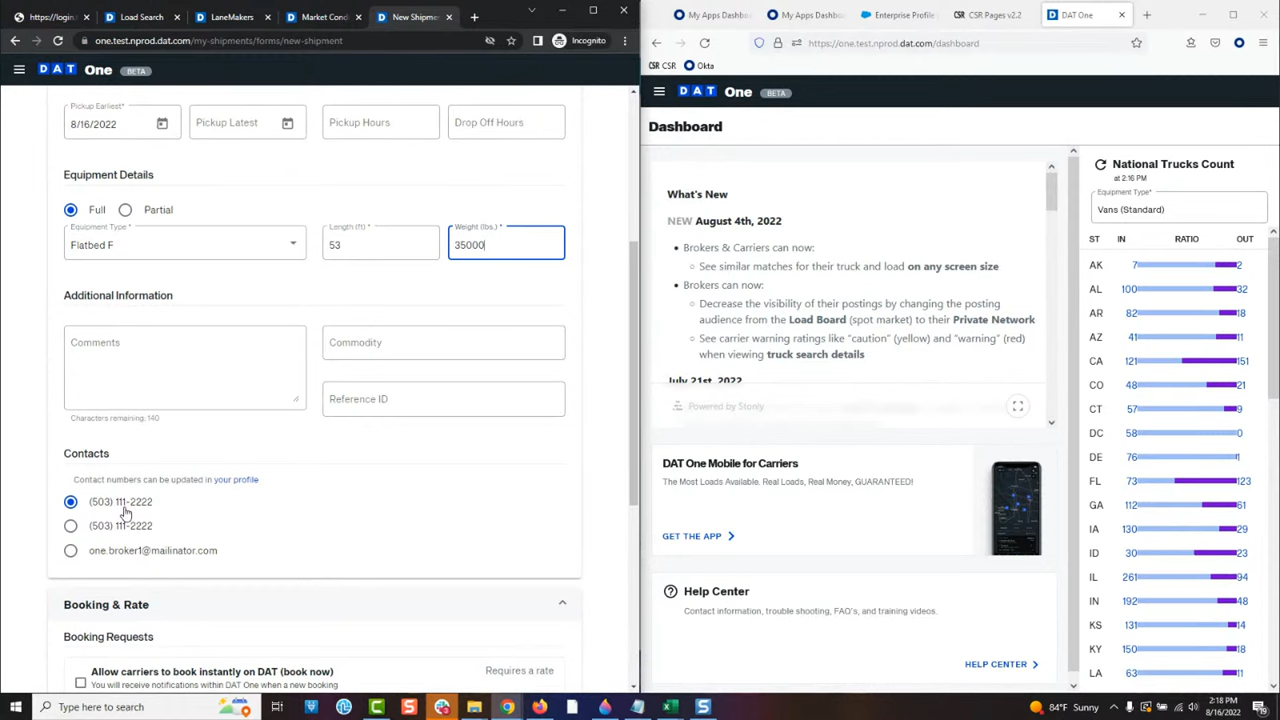 https://login.
Load Search
LaneMakers
Market Cond
New Shipme
one.test.nprod.dat.com/my-shipments/forms/new-shipment
Incognito
DAT One BETA
Pickup Earliest*
8/16/2022
Pickup Latest
Pickup Hours
Drop Off Hours
Equipment Details
Full
Partial
Equipment Type*
Flatbed F
Length (ft) *
53
Weight (lbs.) *
35000
Additional Information
Comments
Commodity
Reference ID
Characters remaining: 140
Contacts
Contact numbers can be updated in your profile
(503) 111-2222
(503) 111-2222
one.broker1@mailinator.com
Booking & Rate
Booking Requests
Allow carriers to book instantly on DAT (book now)
Requires a rate
You will receive notifications within DAT One when a new booking
My Apps Dashbo
My Apps Dashbo
Enterprise Profile
CSR Pages v2.2
DAT One
https://one.test.nprod.dat.com/dashboard
CSR CSR
Okta
DAT One BETA
Dashboard
What's New
NEW August 4th, 2022
Brokers & Carriers can now:
See similar matches for their truck and load on any screen size
Brokers can now:
Decrease the visibility of their postings by changing the posting
audience from the Load Board (spot market) to their Private Network
See carrier warning ratings like "caution" (yellow) and "warning" (red)
when viewing truck search details
July 21st, 2022
Powered by Stonly
DAT One Mobile for Carriers
The Most Loads Available. Real Loads, Real Money, GUARANTEED!
GET THE APP
Help Center
Contact information, trouble shooting, FAQ's, and training videos.
HELP CENTER
National Trucks Count
at 2:16 PM
Equipment Type*
Vans (Standard)
ST IN RATIO OUT
AK 7 2
AL 100 32
AR 82 18
AZ 41 11
CA 121 151
CO 48 21
CT 57 9
DC 58 0
DE 76 1
FL 73 123
GA 112 61
IA 130 29
ID 30 23
IL 261 94
IN 192 48
KS 131 14
KY 150 18
LA 63 11
Type here to search
84°F Sunny
2:18 PM
8/16/2022
19